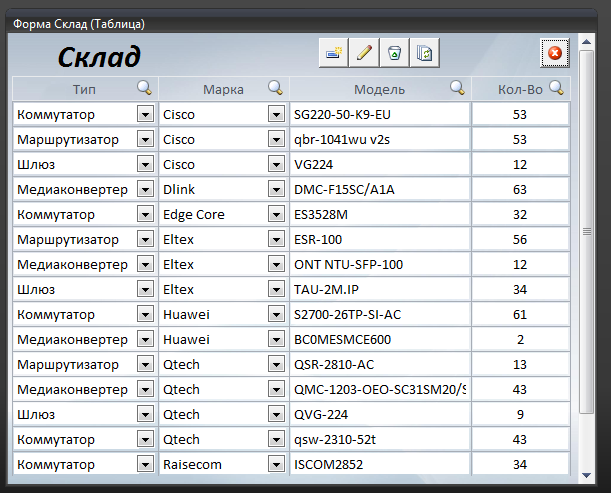 Форма Склад (Таблица)
Склад
Тип Марка Модель Кол-Во
Коммутатор Cisco SG220-50-K9-EU 53
Маршрутизатор Cisco qbr-1041wu v2s 53
Шлюз Cisco VG224 12
Медиаконвертер Dlink DMC-F15SC/A1A 63
Коммутатор Edge Core ES3528M 32
Маршрутизатор Eltex ESR-100 56
Медиаконвертер Eltex ONT NTU-SFP-100 12
Шлюз Eltex TAU-2M.IP 34
Коммутатор Huawei S2700-26TP-SI-AC 61
Медиаконвертер Huawei BC0MESMCE600 2
Маршрутизатор Qtech QSR-2810-AC 13
Медиаконвертер Qtech QMC-1203-OEO-SC31SM20/S 43
Шлюз Qtech QVG-224 9
Коммутатор Qtech qsw-2310-52t 43
Коммутатор Raisecom ISCOM2852 34